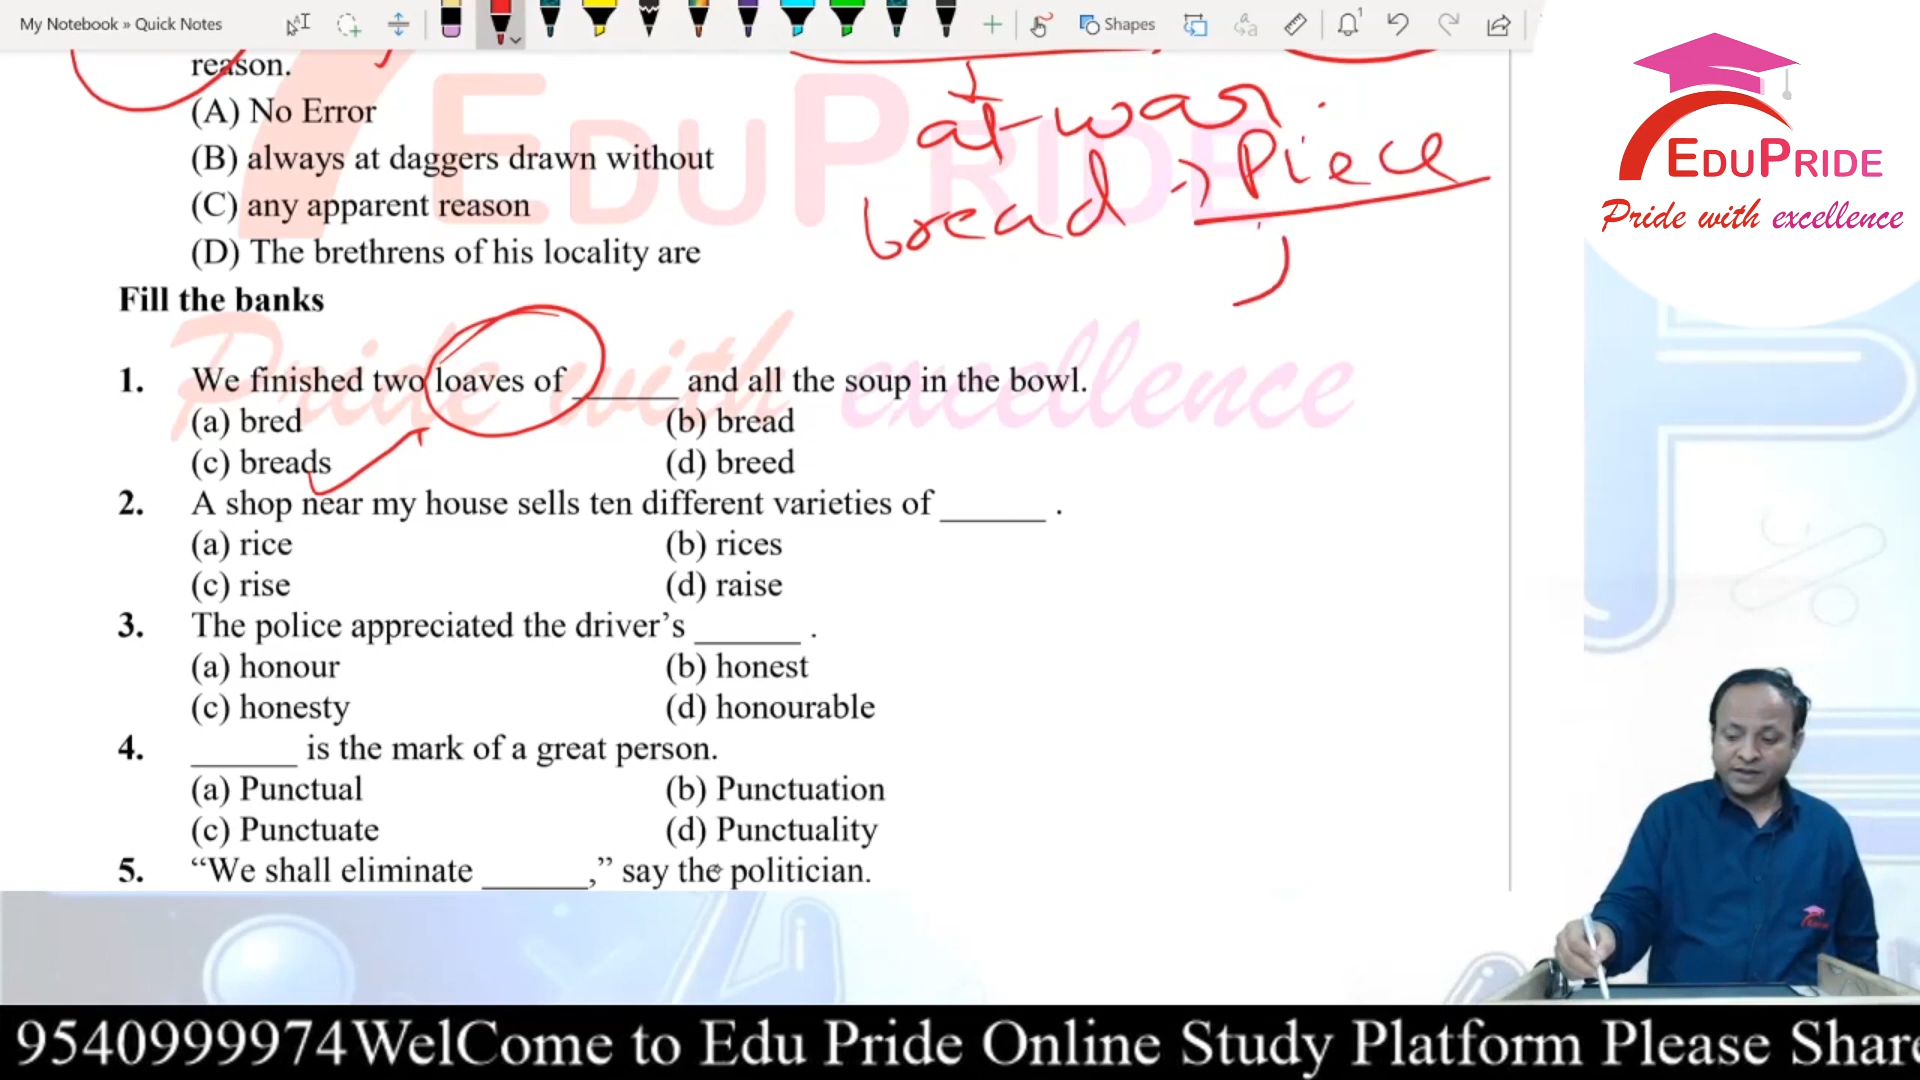 My Notebook » Quick Notes
Shapes
reason.
(A) No Error
(B) always at daggers drawn without
(C) any apparent reason
(D) The brethrens of his locality are
at war.
bread → Piece
EDUPRIDE
Pride with excellence
EDUPRIDE
Pride with excellence
Fill the banks
1. We finished two loaves of ______ and all the soup in the bowl.
(a) bred (b) bread
(c) breads (d) breed
2. A shop near my house sells ten different varieties of ______ .
(a) rice (b) rices
(c) rise (d) raise
3. The police appreciated the driver’s ______ .
(a) honour (b) honest
(c) honesty (d) honourable
4. ______ is the mark of a great person.
(a) Punctual (b) Punctuation
(c) Punctuate (d) Punctuality
5. “We shall eliminate ______,” say the politician.
9540999974WelCome to Edu Pride Online Study Platform Please Share